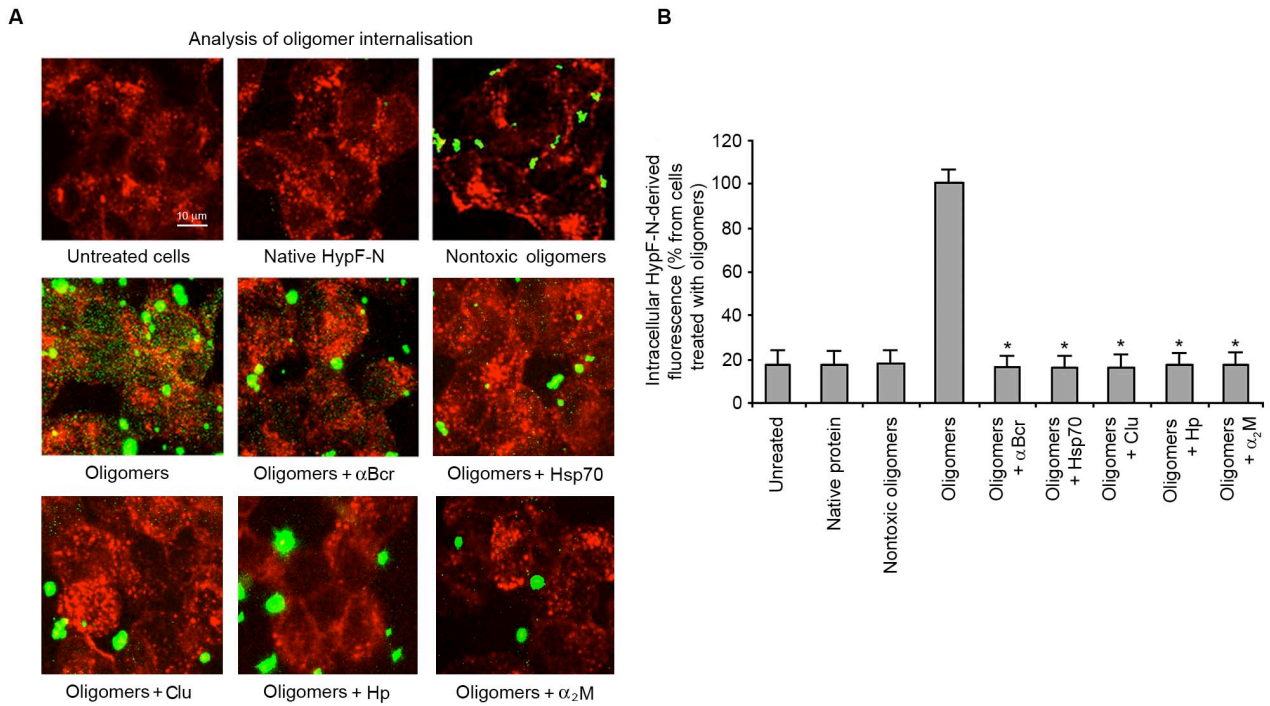 A
Analysis of oligomer internalisation
10 µm
Untreated cells
Native HypF-N
Nontoxic oligomers
Oligomers
Oligomers + αBcr
Oligomers + Hsp70
Oligomers + Clu
Oligomers + Hp
Oligomers + α₂M
B
Intracellular HypF-N-derived
fluorescence (% from cells
treated with oligomers)
120
100
80
60
40
20
0
*
*
*
*
*
Untreated
Native protein
Nontoxic oligomers
Oligomers
Oligomers
+ αBcr
Oligomers
+ Hsp70
Oligomers
+ Clu
Oligomers
+ Hp
Oligomers
+ α₂M